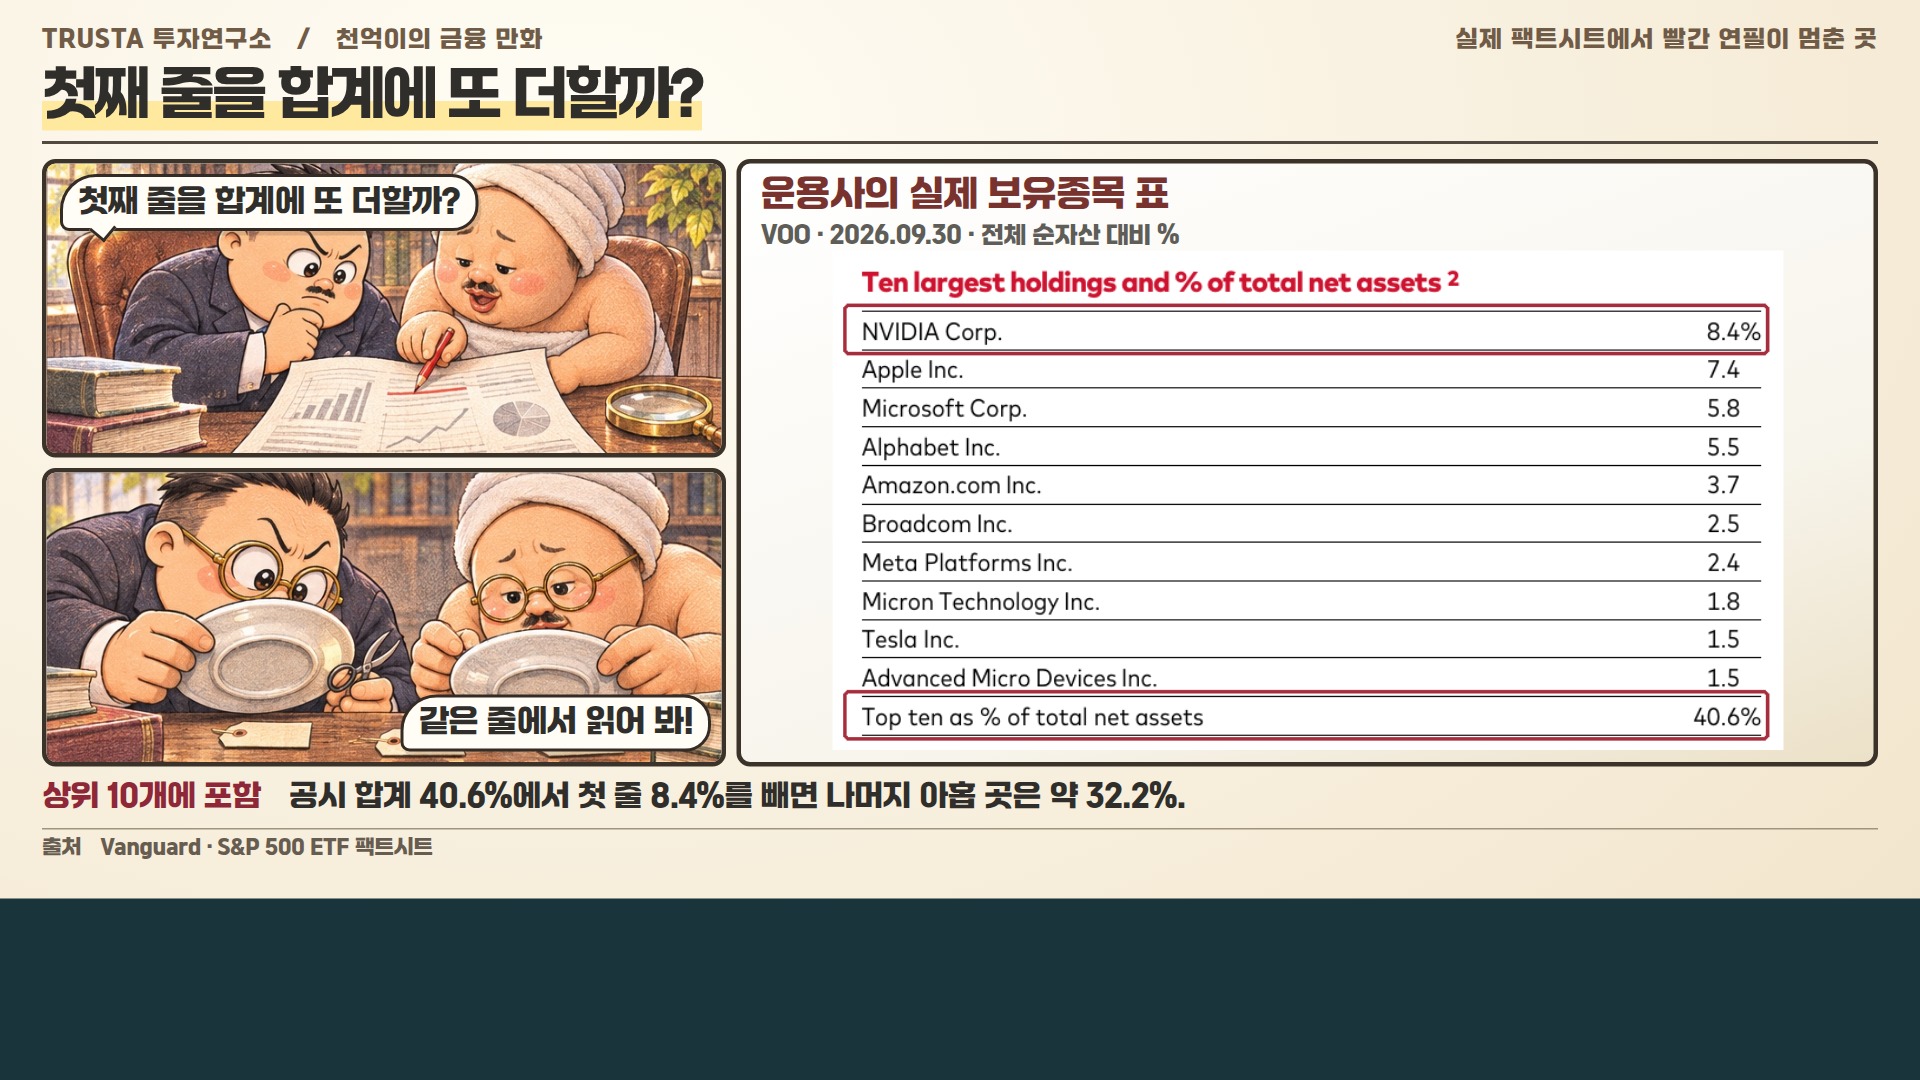 TRUSTA 투자연구소 / 천억이의 금융 만화
실제 팩트시트에서 빨간 연필이 멈춘 곳
첫째 줄을 합계에 또 더할까?
첫째 줄을 합계에 또 더할까?
같은 줄에서 읽어 봐!
운용사의 실제 보유종목 표
VOO · 2026.09.30 · 전체 순자산 대비 %
Ten largest holdings and % of total net assets ²
NVIDIA Corp. 8.4%
Apple Inc. 7.4
Microsoft Corp. 5.8
Alphabet Inc. 5.5
Amazon.com Inc. 3.7
Broadcom Inc. 2.5
Meta Platforms Inc. 2.4
Micron Technology Inc. 1.8
Tesla Inc. 1.5
Advanced Micro Devices Inc. 1.5
Top ten as % of total net assets 40.6%
상위 10개에 포함 공시 합계 40.6%에서 첫 줄 8.4%를 빼면 나머지 아홉 곳은 약 32.2%.
출처 Vanguard · S&P 500 ETF 팩트시트